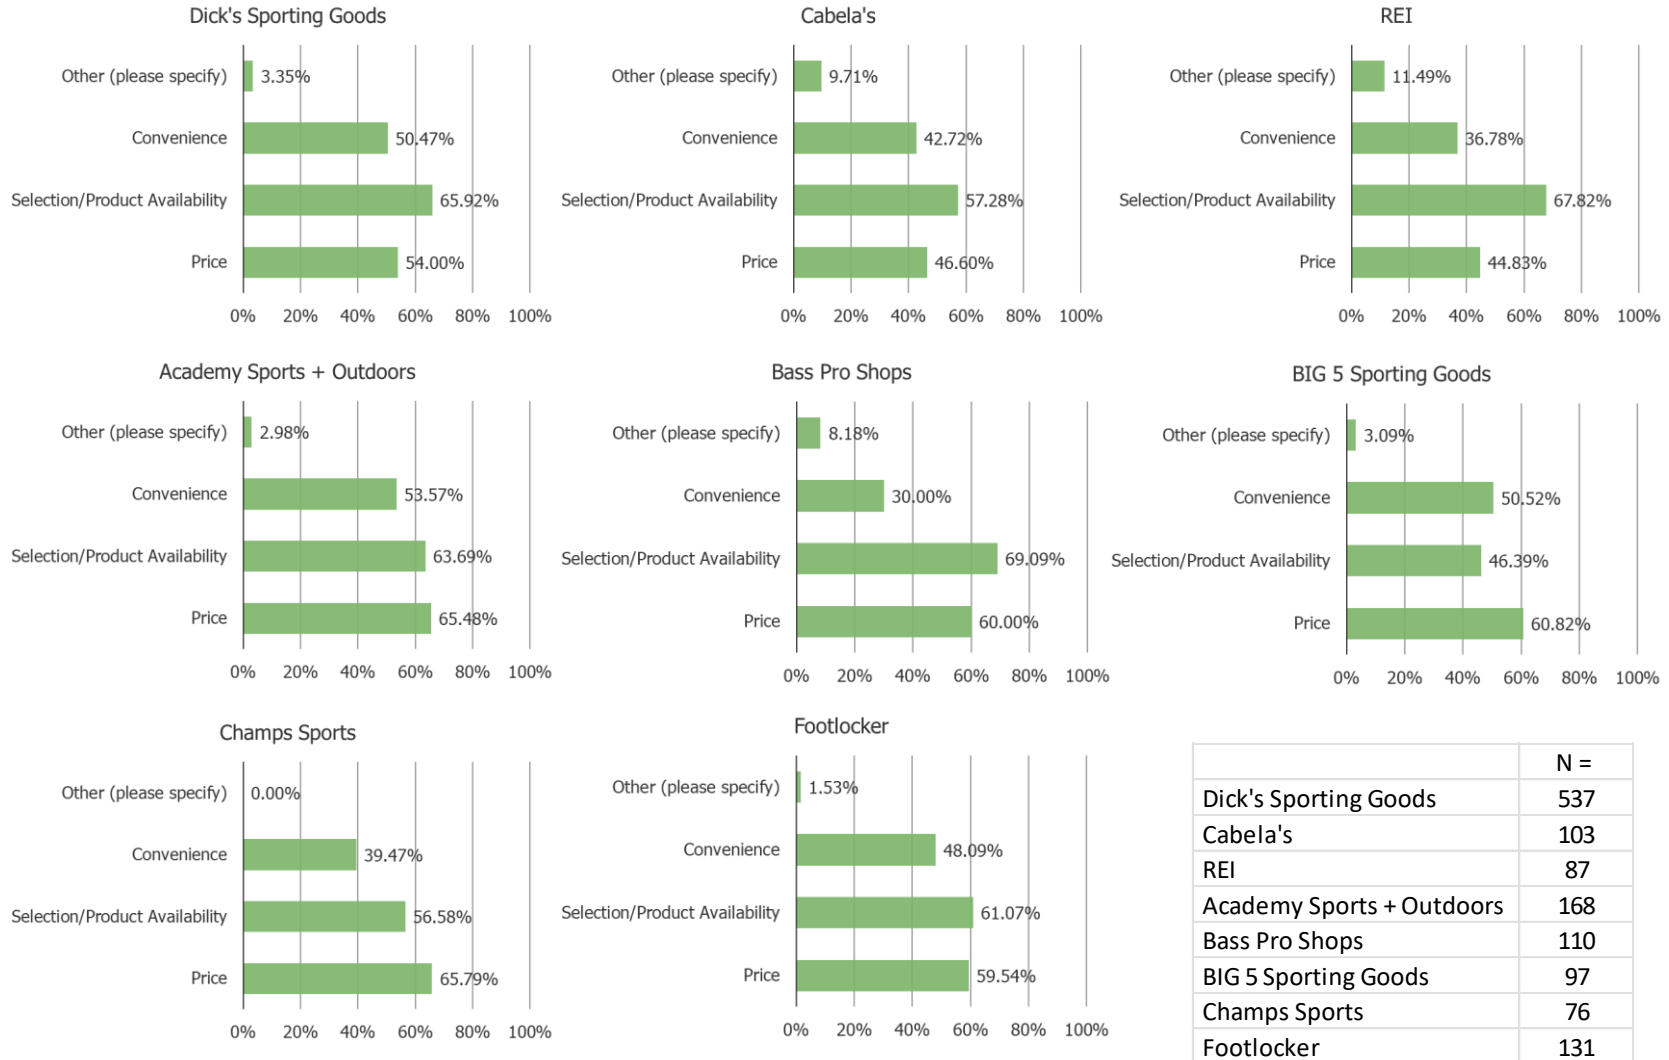 Dick's Sporting Goods
Other (please specify) 3.35%
Convenience 50.47%
Selection/Product Availability 65.92%
Price 54.00%
0% 20% 40% 60% 80% 100%
Cabela's
Other (please specify) 9.71%
Convenience 42.72%
Selection/Product Availability 57.28%
Price 46.60%
0% 20% 40% 60% 80% 100%
REI
Other (please specify) 11.49%
Convenience 36.78%
Selection/Product Availability 67.82%
Price 44.83%
0% 20% 40% 60% 80% 100%
Academy Sports + Outdoors
Other (please specify) 2.98%
Convenience 53.57%
Selection/Product Availability 63.69%
Price 65.48%
0% 20% 40% 60% 80% 100%
Bass Pro Shops
Other (please specify) 8.18%
Convenience 30.00%
Selection/Product Availability 69.09%
Price 60.00%
0% 20% 40% 60% 80% 100%
BIG 5 Sporting Goods
Other (please specify) 3.09%
Convenience 50.52%
Selection/Product Availability 46.39%
Price 60.82%
0% 20% 40% 60% 80% 100%
Champs Sports
Other (please specify) 0.00%
Convenience 39.47%
Selection/Product Availability 56.58%
Price 65.79%
0% 20% 40% 60% 80% 100%
Footlocker
Other (please specify) 1.53%
Convenience 48.09%
Selection/Product Availability 61.07%
Price 59.54%
0% 20% 40% 60% 80% 100%
N =
Dick's Sporting Goods 537
Cabela's 103
REI 87
Academy Sports + Outdoors 168
Bass Pro Shops 110
BIG 5 Sporting Goods 97
Champs Sports 76
Footlocker 131